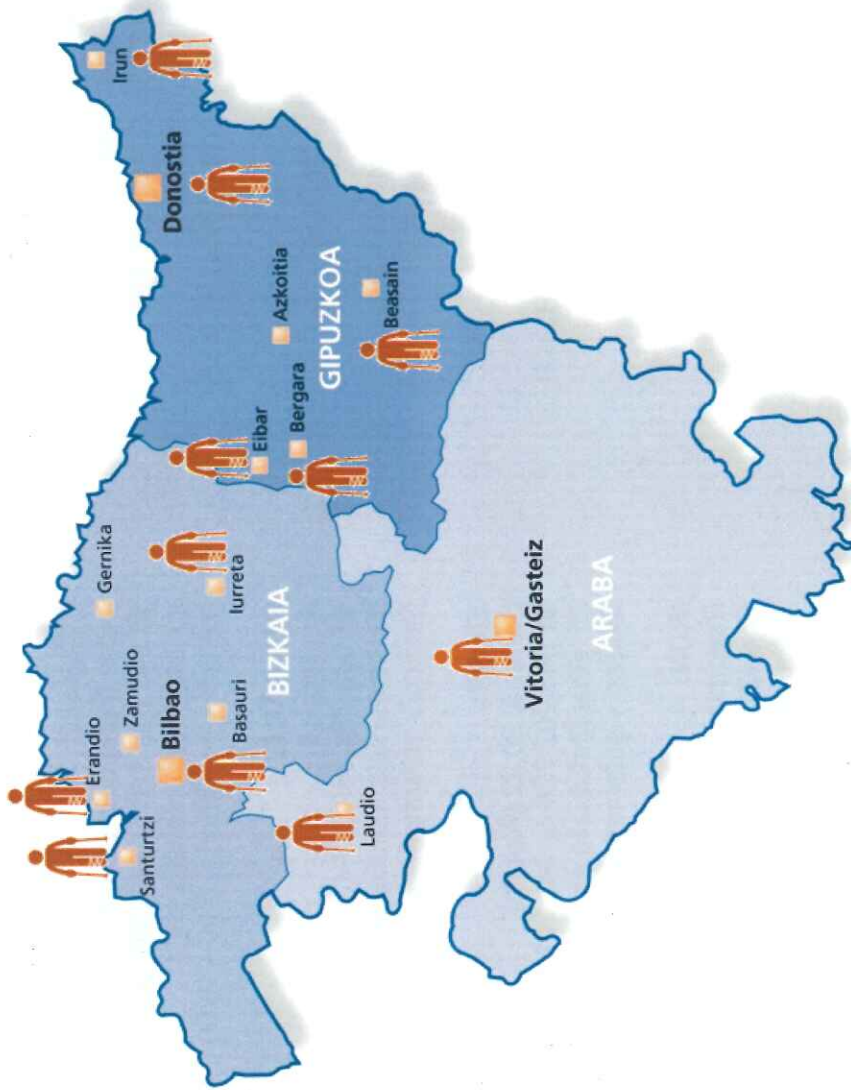 Santurtzi
Erandio
Zamudio
Bilbao
Basauri
Gernika
Iurreta
BIZKAIA
Eibar
Bergara
Azkoitia
GIPUZKOA
Beasain
Donostia
Irun
Laudio
Vitoria/Gasteiz
ARABA